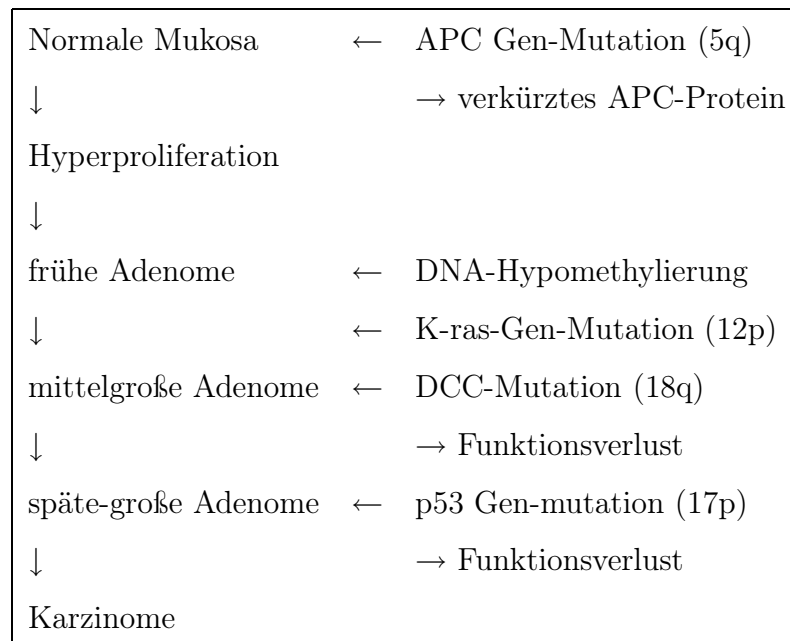 Normale Mukosa ← APC Gen-Mutation (5q)
↓ → verkürztes APC-Protein
Hyperproliferation
↓
frühe Adenome ← DNA-Hypomethylierung
↓ ← K-ras-Gen-Mutation (12p)
mittelgroße Adenome ← DCC-Mutation (18q)
↓ → Funktionsverlust
späte-große Adenome ← p53 Gen-mutation (17p)
↓ → Funktionsverlust
Karzinome